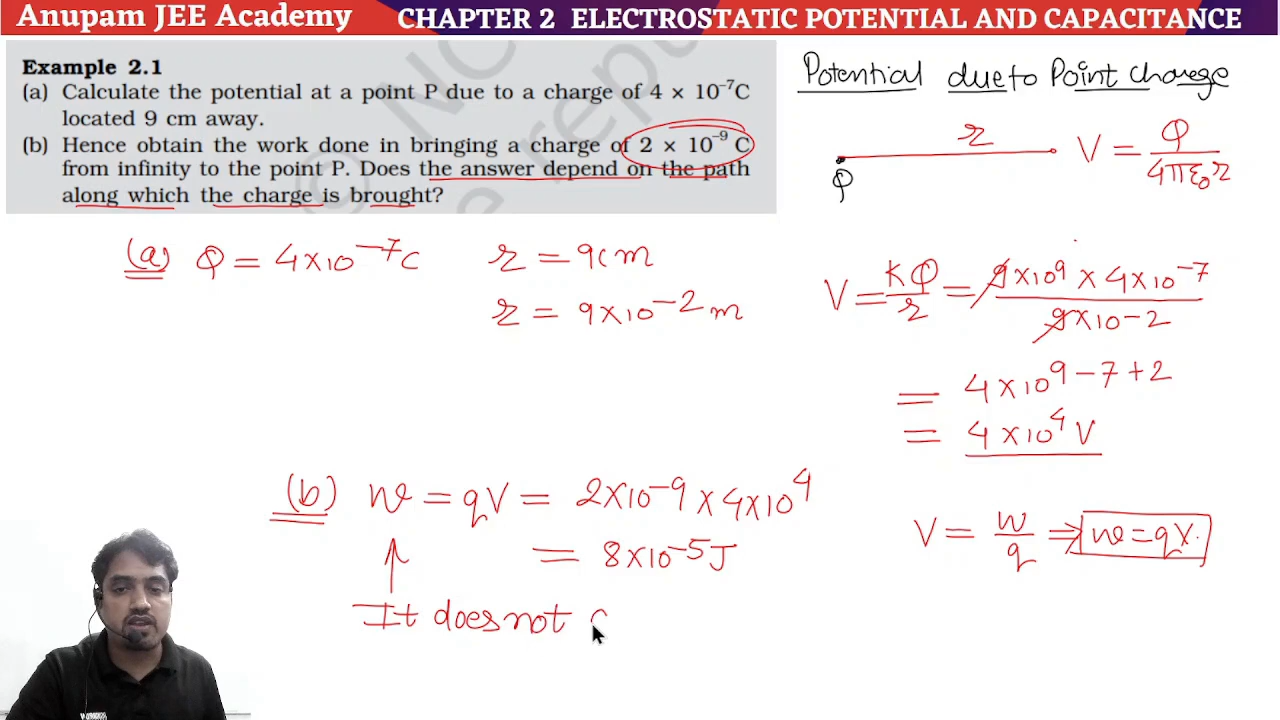 Anupam JEE Academy CHAPTER 2 ELECTROSTATIC POTENTIAL AND CAPACITANCE
Example 2.1
(a) Calculate the potential at a point P due to a charge of 4 × 10⁻⁷C
located 9 cm away.
(b) Hence obtain the work done in bringing a charge of 2 × 10⁻⁹ C
from infinity to the point P. Does the answer depend on the path
along which the charge is brought?
Potential due to Point charge
r
Q
V = Q/4πε₀r
(a) Q = 4×10⁻⁷C r = 9cm
r = 9×10⁻²m
V = KQ/r = 9×10⁹ × 4×10⁻⁷ / 9×10-2
= 4×10⁹⁻⁷⁺²
= 4×10⁴ V
(b) W = qV = 2×10⁻⁹ × 4×10⁴
= 8×10⁻⁵J
V = W/q ⇒ W = qV.
It does not